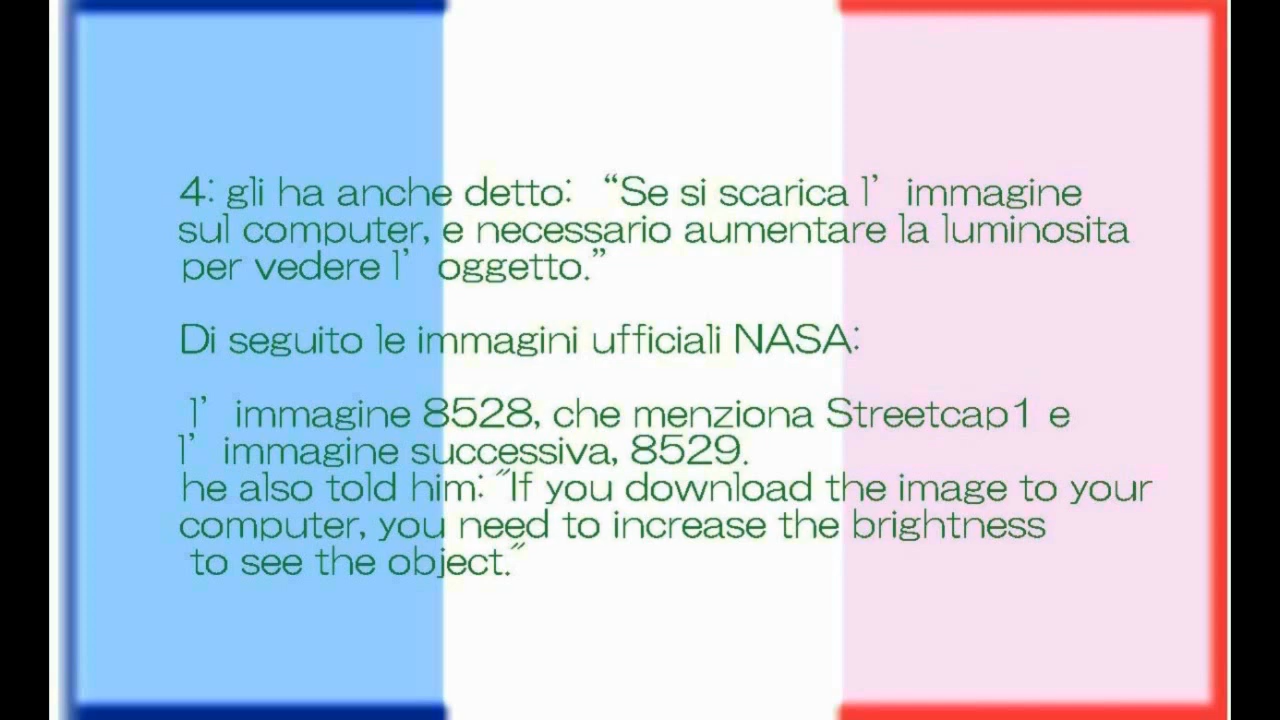 4: gli ha anche detto: “Se si scarica l’ immagine
sul computer, e necessario aumentare la luminosita
per vedere l’ oggetto.”
Di seguito le immagini ufficiali NASA:
l’ immagine 8528, che menziona Streetcap1 e
l’ immagine successiva, 8529.
he also told him: "If you download the image to your
computer, you need to increase the brightness
to see the object."